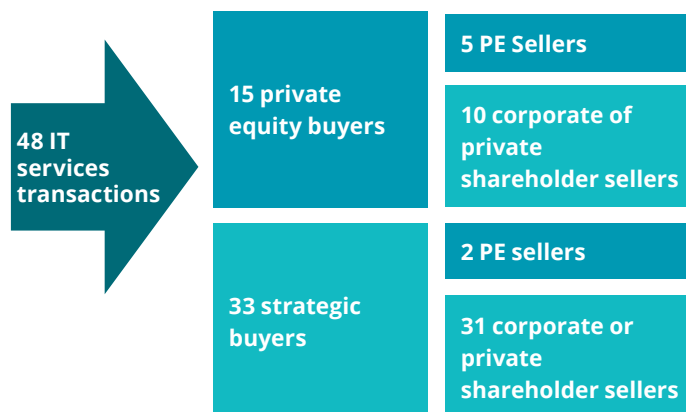 48 IT
services
transactions
15 private
equity buyers
5 PE Sellers
10 corporate of
private
shareholder sellers
33 strategic
buyers
2 PE sellers
31 corporate or
private
shareholder sellers